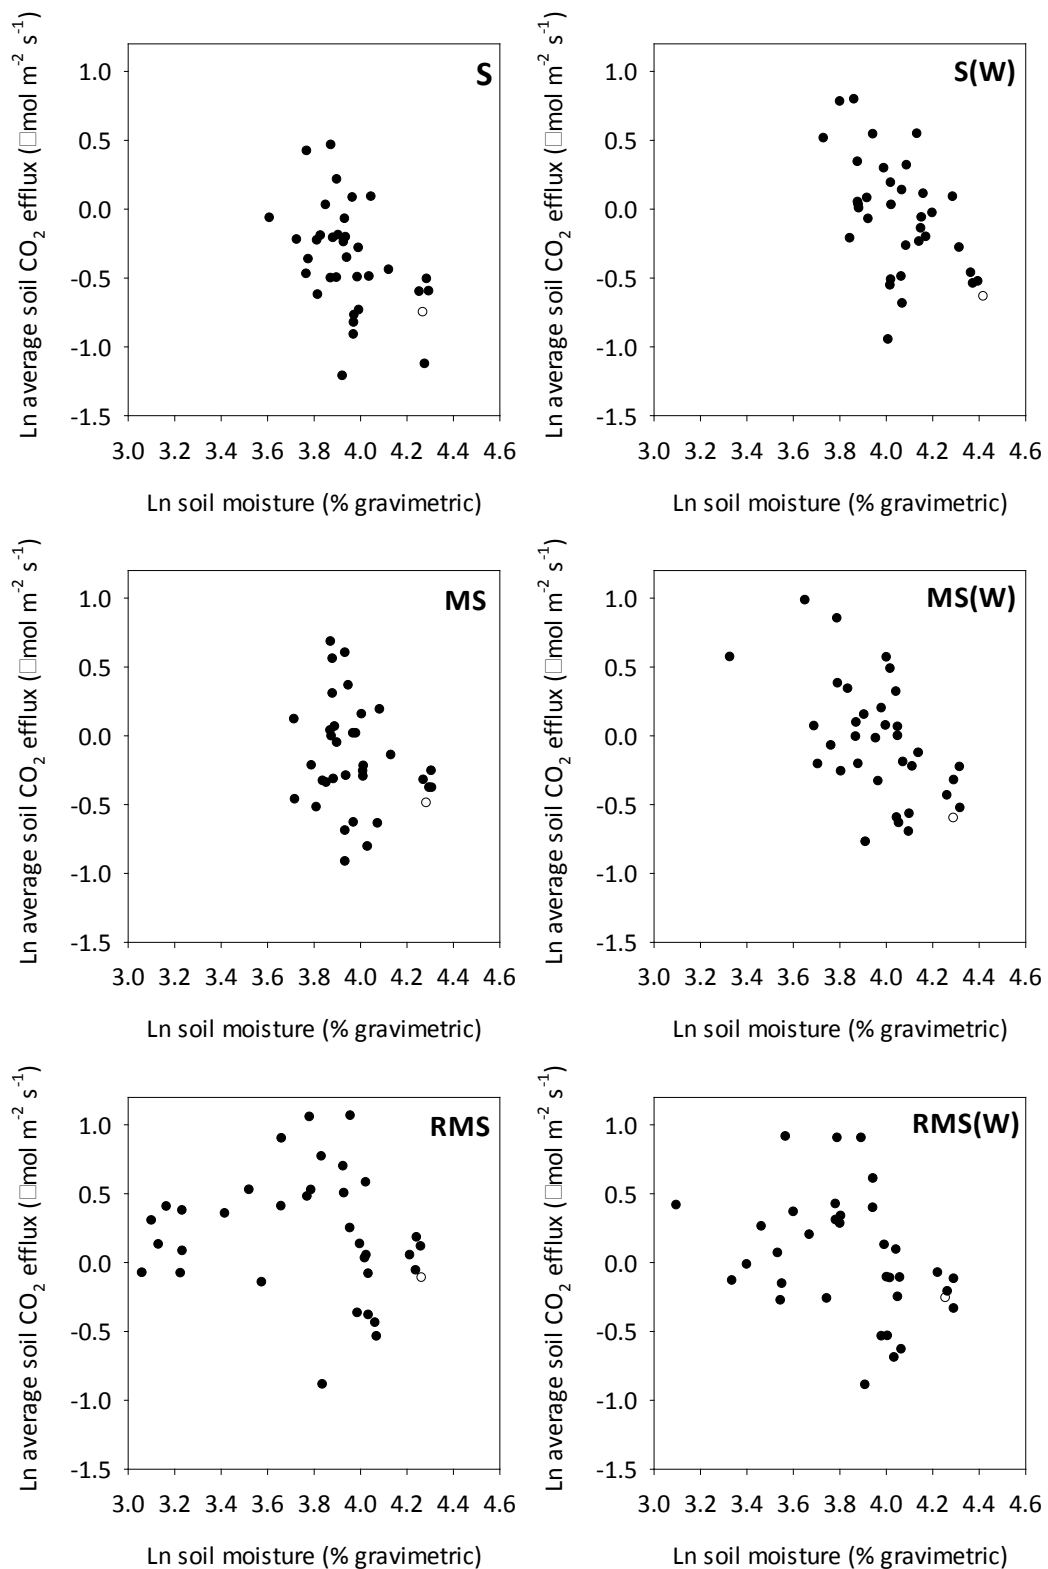 S
Ln average soil CO2 efflux (□mol m-2 s-1)
1.0
0.5
0.0
-0.5
-1.0
-1.5
3.0 3.2 3.4 3.6 3.8 4.0 4.2 4.4 4.6
Ln soil moisture (% gravimetric)
S(W)
Ln average soil CO2 efflux (□mol m-2 s-1)
1.0
0.5
0.0
-0.5
-1.0
-1.5
3.0 3.2 3.4 3.6 3.8 4.0 4.2 4.4 4.6
Ln soil moisture (% gravimetric)
MS
Ln average soil CO2 efflux (□mol m-2 s-1)
1.0
0.5
0.0
-0.5
-1.0
-1.5
3.0 3.2 3.4 3.6 3.8 4.0 4.2 4.4 4.6
Ln soil moisture (% gravimetric)
MS(W)
Ln average soil CO2 efflux (□mol m-2 s-1)
1.0
0.5
0.0
-0.5
-1.0
-1.5
3.0 3.2 3.4 3.6 3.8 4.0 4.2 4.4 4.6
Ln soil moisture (% gravimetric)
RMS
Ln average soil CO2 efflux (□mol m-2 s-1)
1.0
0.5
0.0
-0.5
-1.0
-1.5
3.0 3.2 3.4 3.6 3.8 4.0 4.2 4.4 4.6
Ln soil moisture (% gravimetric)
RMS(W)
Ln average soil CO2 efflux (□mol m-2 s-1)
1.0
0.5
0.0
-0.5
-1.0
-1.5
3.0 3.2 3.4 3.6 3.8 4.0 4.2 4.4 4.6
Ln soil moisture (% gravimetric)